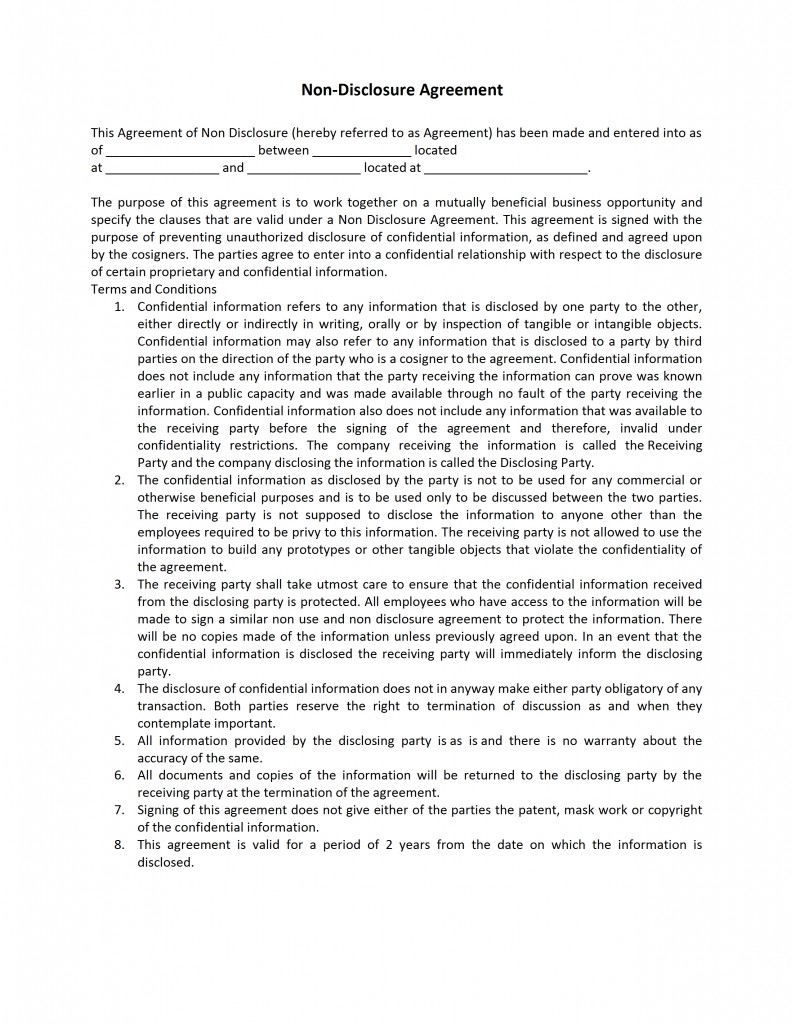 Non-Disclosure Agreement
This Agreement of Non Disclosure (hereby referred to as Agreement) has been made and entered into as
of _____________________ between ______________ located
at ________________ and ________________ located at _______________________.
The purpose of this agreement is to work together on a mutually beneficial business opportunity and
specify the clauses that are valid under a Non Disclosure Agreement. This agreement is signed with the
purpose of preventing unauthorized disclosure of confidential information, as defined and agreed upon
by the cosigners. The parties agree to enter into a confidential relationship with respect to the disclosure
of certain proprietary and confidential information.
Terms and Conditions
1. Confidential information refers to any information that is disclosed by one party to the other,
either directly or indirectly in writing, orally or by inspection of tangible or intangible objects.
Confidential information may also refer to any information that is disclosed to a party by third
parties on the direction of the party who is a cosigner to the agreement. Confidential information
does not include any information that the party receiving the information can prove was known
earlier in a public capacity and was made available through no fault of the party receiving the
information. Confidential information also does not include any information that was available to
the receiving party before the signing of the agreement and therefore, invalid under
confidentiality restrictions. The company receiving the information is called the Receiving
Party and the company disclosing the information is called the Disclosing Party.
2. The confidential information as disclosed by the party is not to be used for any commercial or
otherwise beneficial purposes and is to be used only to be discussed between the two parties.
The receiving party is not supposed to disclose the information to anyone other than the
employees required to be privy to this information. The receiving party is not allowed to use the
information to build any prototypes or other tangible objects that violate the confidentiality of
the agreement.
3. The receiving party shall take utmost care to ensure that the confidential information received
from the disclosing party is protected. All employees who have access to the information will be
made to sign a similar non use and non disclosure agreement to protect the information. There
will be no copies made of the information unless previously agreed upon. In an event that the
confidential information is disclosed the receiving party will immediately inform the disclosing
party.
4. The disclosure of confidential information does not in anyway make either party obligatory of any
transaction. Both parties reserve the right to termination of discussion as and when they
contemplate important.
5. All information provided by the disclosing party is as is and there is no warranty about the
accuracy of the same.
6. All documents and copies of the information will be returned to the disclosing party by the
receiving party at the termination of the agreement.
7. Signing of this agreement does not give either of the parties the patent, mask work or copyright
of the confidential information.
8. This agreement is valid for a period of 2 years from the date on which the information is
disclosed.